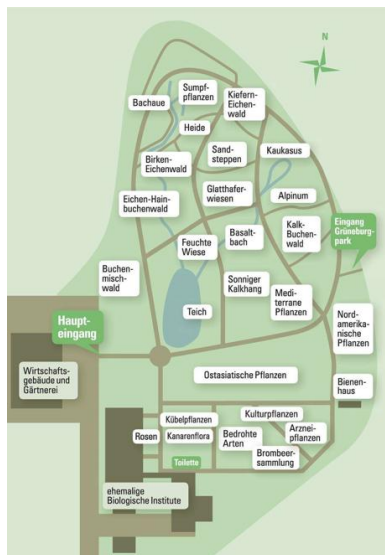 N
Sumpf-
pflanzen
Bachaue
Kiefern-
Eichen-
wald
Heide
Sand-
steppen
Kaukasus
Birken-
Eichenwald
Glatthafer-
wiesen
Alpinum
Eichen-Hain-
buchenwald
Eingang
Grüneburg-
park
Basalt-
bach
Kalk-
Buchen-
wald
Feuchte
Wiese
Buchen-
misch-
wald
Sonniger
Kalkhang
Medi-
terrane
Pflanzen
Teich
Nord-
amerika-
nische
Pflanzen
Haupt-
eingang
Wirtschafts-
gebäude und
Gärtnerei
Ostasiatische Pflanzen
Bienen-
haus
Kübelpflanzen
Kulturpflanzen
Rosen
Kanarenflora
Bedrohte
Arten
Arznei-
pflanzen
Brombeer-
sammlung
Toilette
ehemalige
Biologische Institute